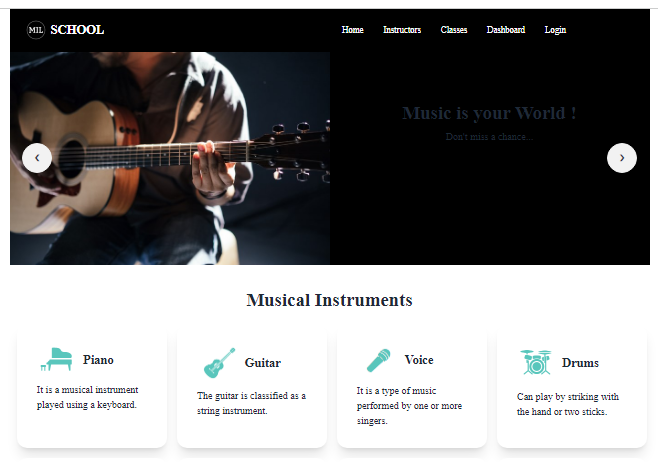 MIL SCHOOL
Home Instructors Classes Dashboard Login
Music is your World !
Don't miss a chance...
Musical Instruments
Piano
It is a musical instrument
played using a keyboard.
Guitar
The guitar is classified as a
string instrument.
Voice
It is a type of music
performed by one or more
singers.
Drums
Can play by striking with
the hand or two sticks.